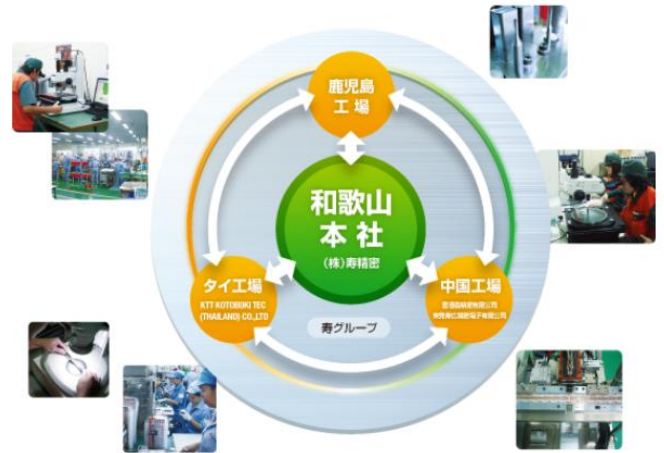 鹿児島
工 場
和歌山
本 社
(株)寿精密
タイ工場
KTT KOTOBUKI TEC
(THAILAND) CO.,LTD
中国工場
寿グループ